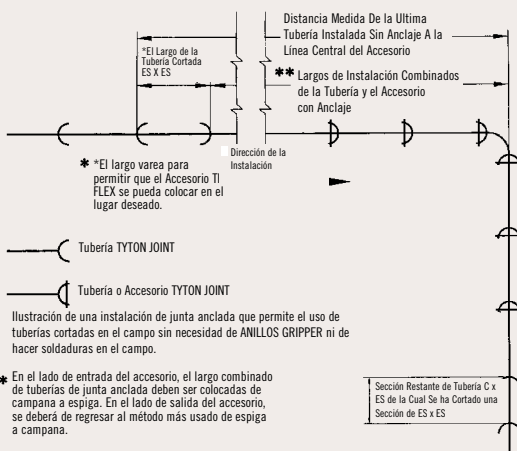 Distancia Medida De la Ultima
Tubería Instalada Sin Anclaje A la
Línea Central del Accesorio
*El Largo de la
Tubería Cortada
ES X ES
** Largos de Instalación Combinados
de la Tubería y el Accesorio
con Anclaje
Dirección de la
Instalación
* *El largo varea para
permitir que el Accesorio TI
FLEX se pueda colocar en el
lugar deseado.
Tubería TYTON JOINT
Tubería o Accesorio TYTON JOINT
Ilustración de una instalación de junta anclada que permite el uso de
tuberías cortadas en el campo sin necesidad de ANILLOS GRIPPER ni de
hacer soldaduras en el campo.
* En el lado de entrada del accesorio, el largo combinado
de tuberías de junta anclada deben ser colocadas de
campana a espiga. En el lado de salida del accesorio,
se deberá de regresar al método más usado de espiga
a campana.
Sección Restante de Tubería C x
ES de la Cual Se ha Cortado una
Sección de ES x ES